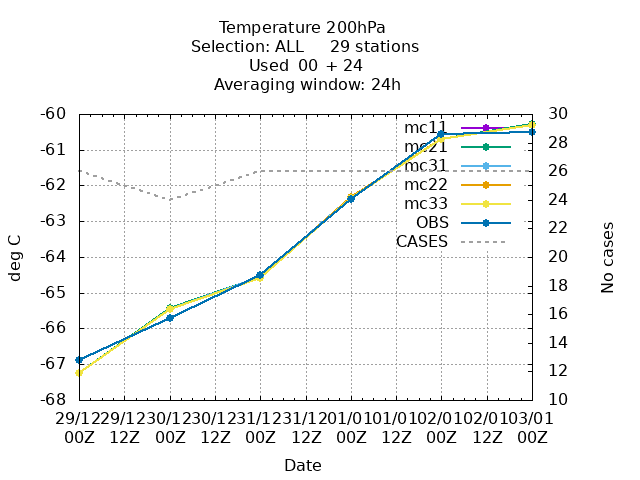 Temperature 200hPa
Selection: ALL 29 stations
Used 00 + 24
Averaging window: 24h
-60
-61
-62
-63
-64
-65
-66
-67
-68
deg C
30
28
26
24
22
20
18
16
14
12
10
No cases
mc11
mc21
mc31
mc22
mc33
OBS
CASES
29/12 29/12 30/12 30/12 31/12 31/12 01/01 01/01 02/01 02/01 03/01
00Z 12Z 00Z 12Z 00Z 12Z 00Z 12Z 00Z 12Z 00Z
Date